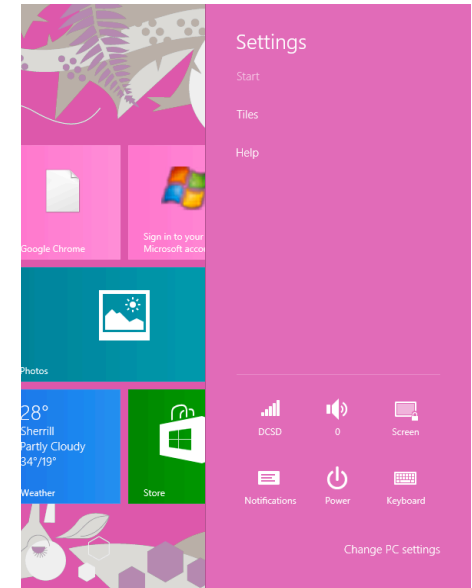 Settings
Start
Tiles
Help
Google Chrome
Sign in to your
Microsoft
Photos
28°
Sherrill
Partly Cloudy
34°/19°
Weather
Store
DCSD
0
Screen
Notifications
Power
Keyboard
Change PC settings